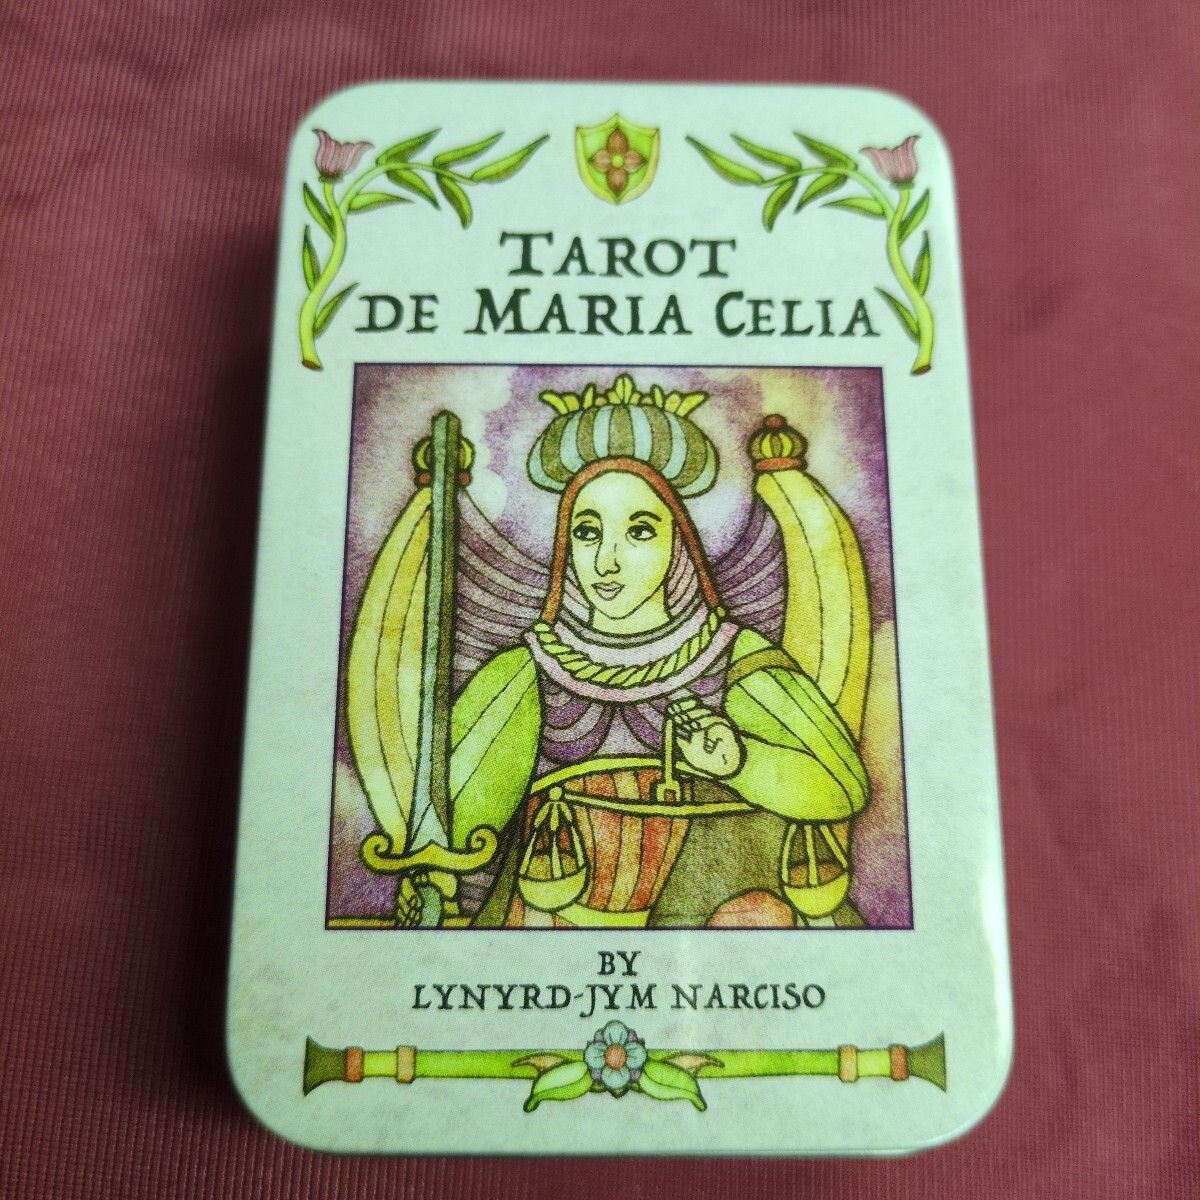 TAROT
DE MARIA CELIA
BY
LYNYRD-JYM NARCISO